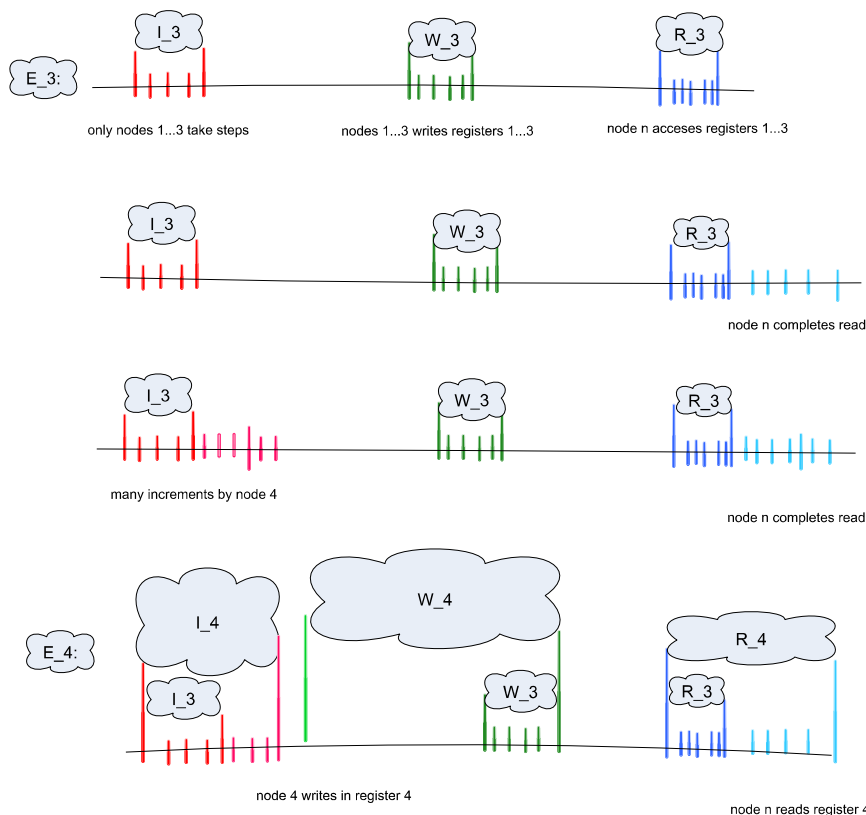 I_3
W_3
R_3
E_3:
only nodes 1...3 take steps
nodes 1...3 writes registers 1...3
node n acceses registers 1...3
I_3
W_3
R_3
node n completes read
I_3
W_3
R_3
many increments by node 4
node n completes read
I_4
W_4
R_4
E_4:
I_3
W_3
R_3
node 4 writes in register 4
node n reads register 4